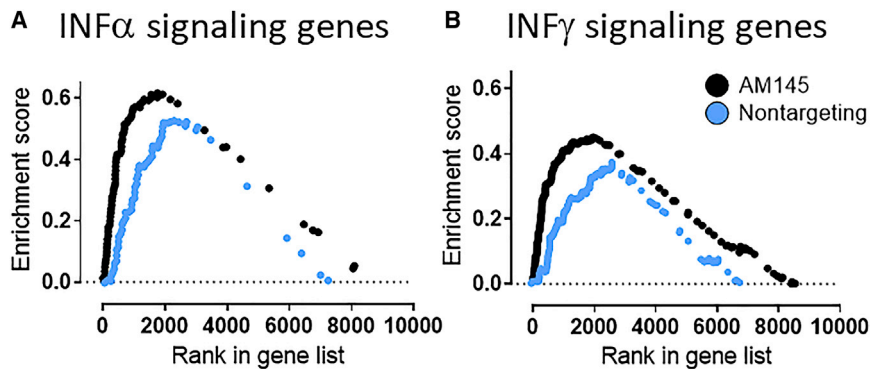 A
INFα signaling genes
Enrichment score
0.6
0.4
0.2
0.0
0
2000
4000
6000
8000
10000
Rank in gene list
B
INFγ signaling genes
AM145
Nontargeting
Enrichment score
0.6
0.4
0.2
0.0
0
2000
4000
6000
8000
10000
Rank in gene list